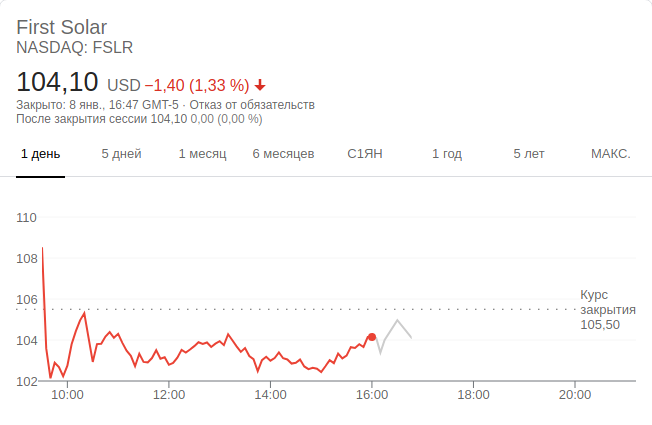 First Solar
NASDAQ: FSLR
104,10 USD −1,40 (1,33 %)
Закрыто: 8 янв., 16:47 GMT-5 · Отказ от обязательств
После закрытия сессии 104,10 0,00 (0,00 %)
1 день 5 дней 1 месяц 6 месяцев С1ЯН 1 год 5 лет МАКС.
110
108
106
Курс
закрытия
105,50
104
102
10:00 12:00 14:00 16:00 18:00 20:00